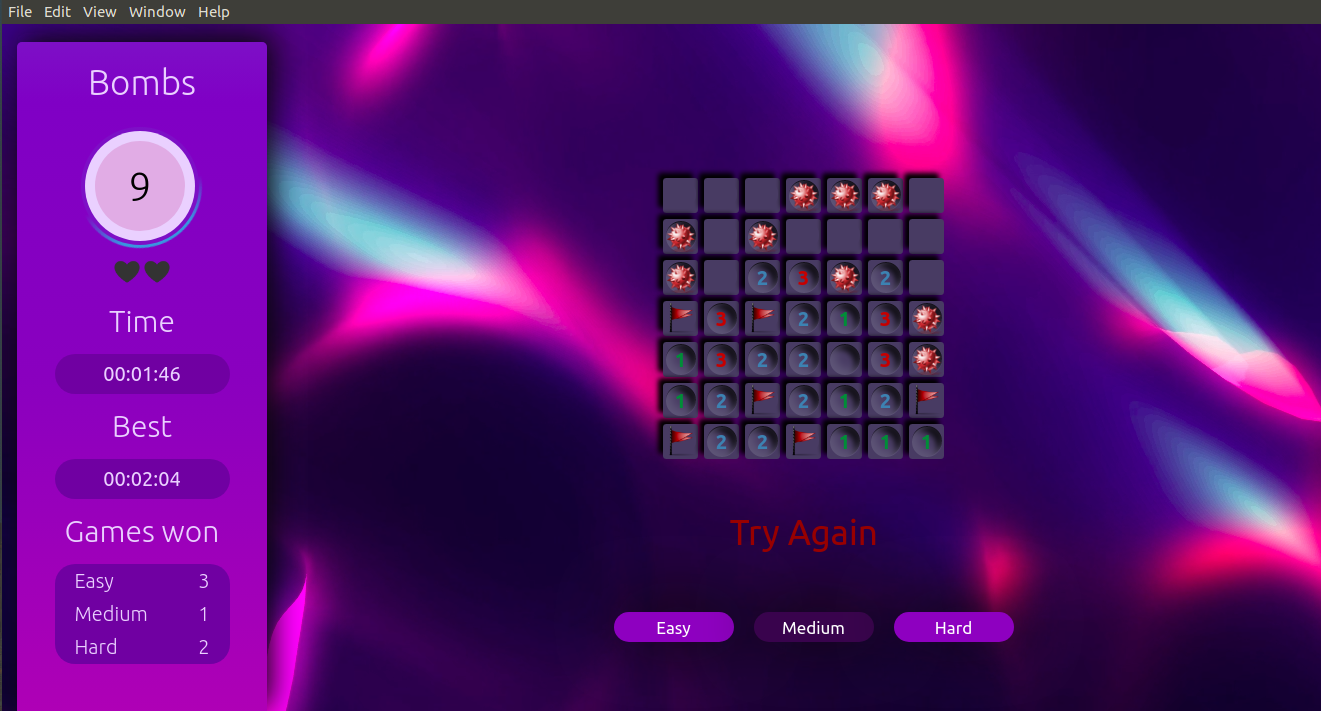 File Edit View Windows Help
Bombs
9
Time
00:01:46
Best
00:02:04
Games won
Easy 3
Medium 1
Hard 2
2 3 2
3 2 1 3
1 3 2 2 3
1 2 2 1 2
2 2 1 1 1
Try Again
Easy Medium Hard